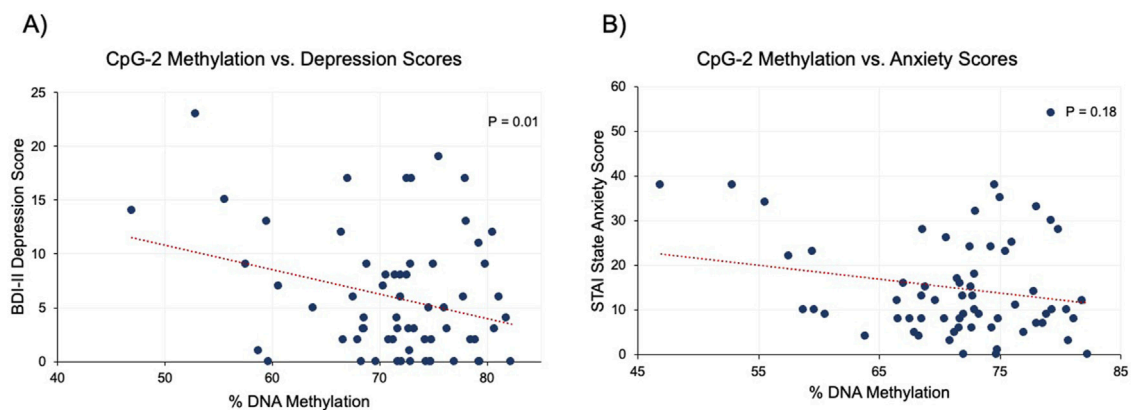 A)
CpG-2 Methylation vs. Depression Scores
25
20
15
10
5
0
40
50
60
70
80
BDI-II Depression Score
% DNA Methylation
P = 0.01
B)
CpG-2 Methylation vs. Anxiety Scores
60
50
40
30
20
10
0
45
55
65
75
85
STAI State Anxiety Score
% DNA Methylation
P = 0.18